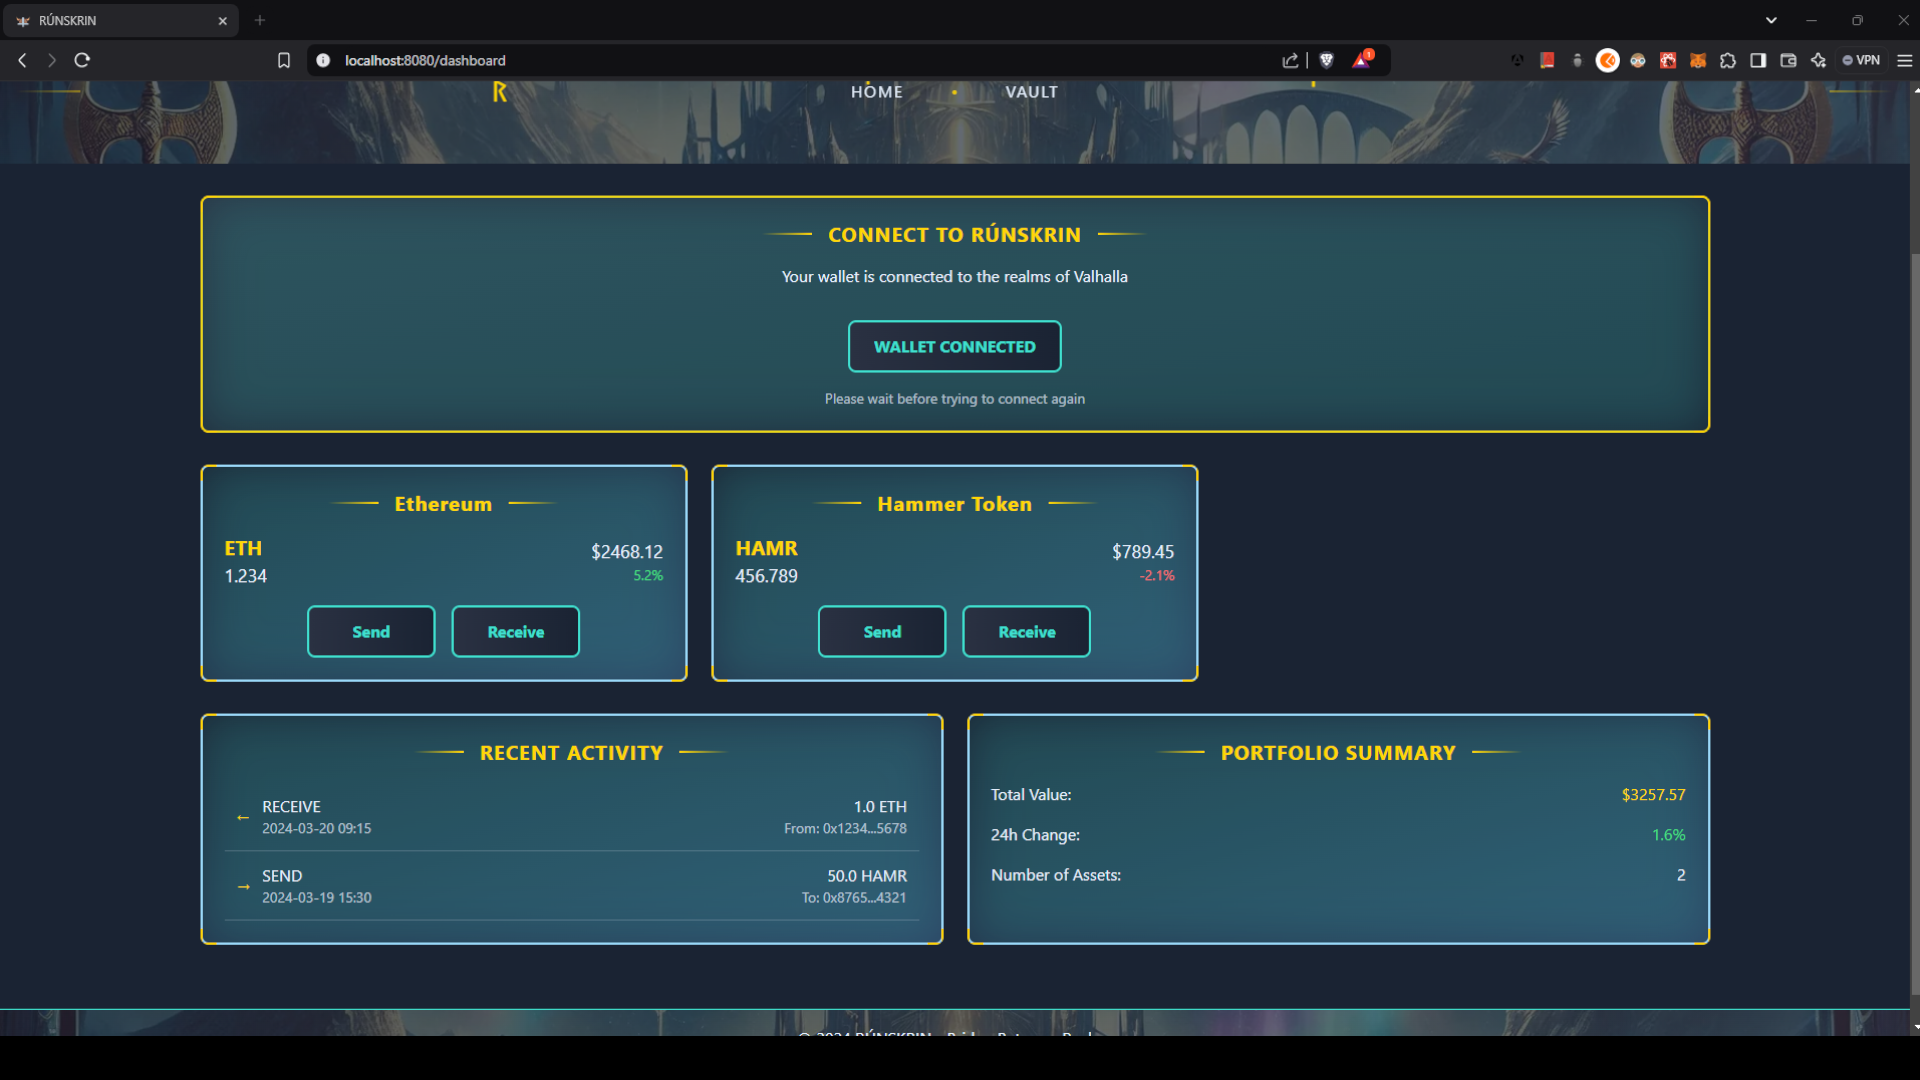 RÚNSKRIN
localhost:8080/dashboard
1
VPN
HOME
VAULT
CONNECT TO RÚNSKRIN
Your wallet is connected to the realms of Valhalla
WALLET CONNECTED
Please wait before trying to connect again
Ethereum
ETH
$2468.12
1.234
5.2%
Send
Receive
Hammer Token
HAMR
$789.45
456.789
-2.1%
Send
Receive
RECENT ACTIVITY
← RECEIVE
1.0 ETH
2024-03-20 09:15
From: 0x1234...5678
→ SEND
50.0 HAMR
2024-03-19 15:30
To: 0x8765...4321
PORTFOLIO SUMMARY
Total Value:
$3257.57
24h Change:
1.6%
Number of Assets:
2
© 2024 RÚNSKRIN